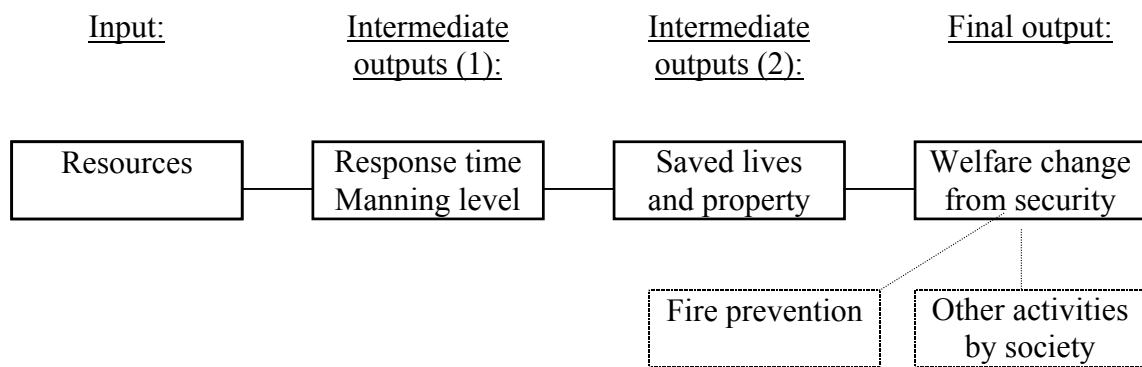 Input:
Intermediate
outputs (1):
Intermediate
outputs (2):
Final output:
Resources
Response time
Manning level
Saved lives
and property
Welfare change
from security
Fire prevention
Other activities
by society